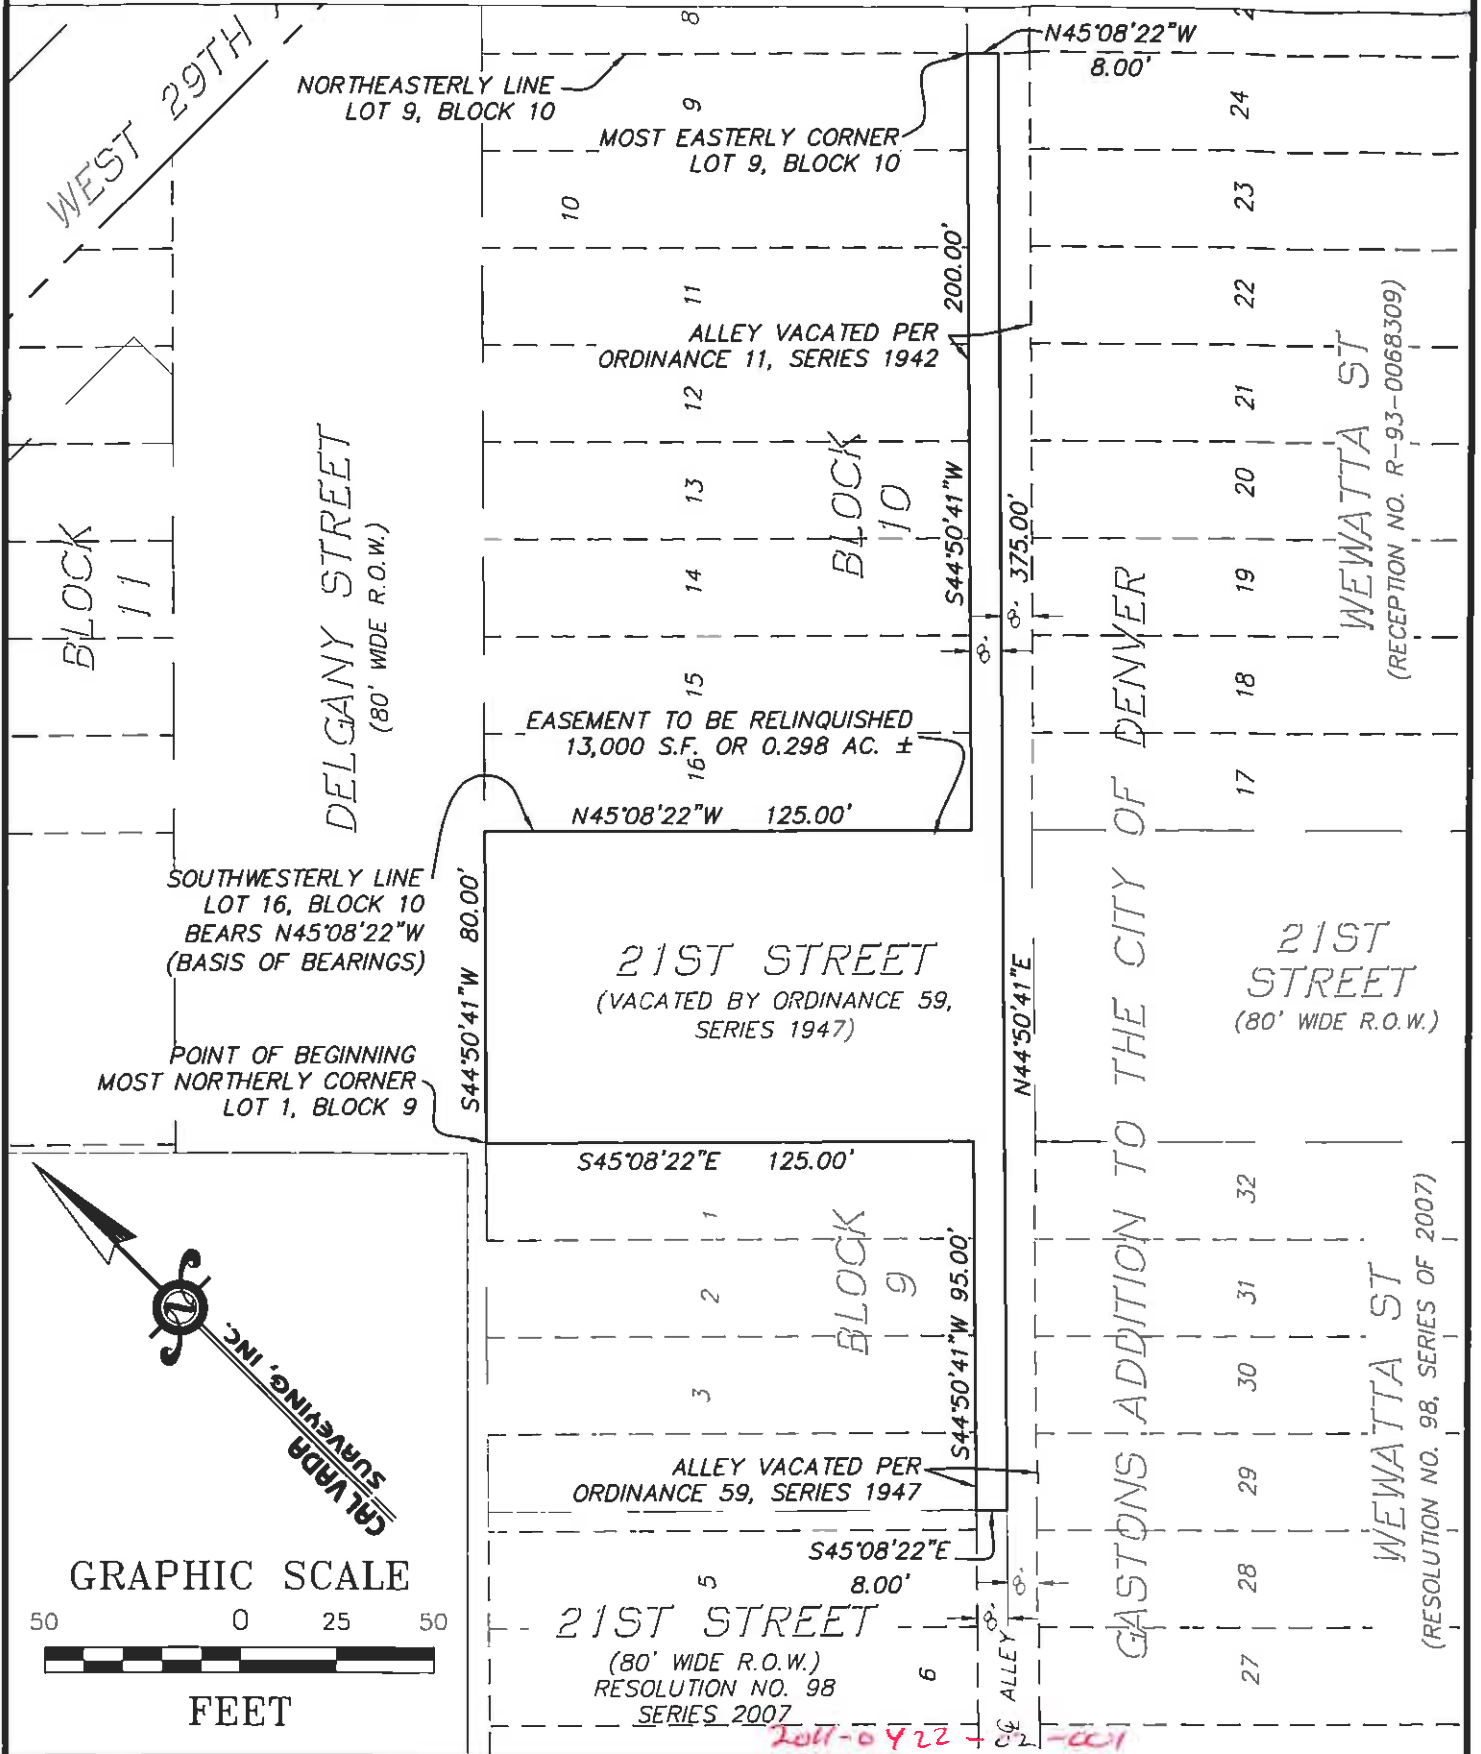 WEST 29TH
NORTHEASTERLY LINE
LOT 9, BLOCK 10
8
N45°08'22"W
8.00'
MOST EASTERLY CORNER
LOT 9, BLOCK 10
9
10
11
12
13
14
15
16
24
23
22
21
20
19
18
17
200.00'
S44°50'41"W
ALLEY VACATED PER
ORDINANCE 11, SERIES 1942
BLOCK
10
375.00'
N44°50'41"E
8'
8'
BLOCK
11
DELGANY STREET
(80' WIDE R.O.W.)
WEWATTA ST
(RECEPTION NO. R-93-0068309)
GASTONS ADDITION TO THE CITY OF DENVER
EASEMENT TO BE RELINQUISHED
13,000 S.F. OR 0.298 AC. ±
N45°08'22"W 125.00'
SOUTHWESTERLY LINE
LOT 16, BLOCK 10
BEARS N45°08'22"W
(BASIS OF BEARINGS)
S44°50'41"W 80.00'
21ST STREET
(VACATED BY ORDINANCE 59,
SERIES 1947)
21ST
STREET
(80' WIDE R.O.W.)
POINT OF BEGINNING
MOST NORTHERLY CORNER
LOT 1, BLOCK 9
S45°08'22"E 125.00'
1
2
3
5
6
BLOCK
9
S44°50'41"W 95.00'
32
31
30
29
28
27
WEWATTA ST
(RESOLUTION NO. 98, SERIES OF 2007)
ALLEY VACATED PER
ORDINANCE 59, SERIES 1947
S45°08'22"E
8.00'
8'
8'
ALLEY
21ST STREET
(80' WIDE R.O.W.)
RESOLUTION NO. 98
SERIES 2007
CALVADA
SURVEYING, INC.
GRAPHIC SCALE
50 0 25 50
FEET
2011-0422-02-001